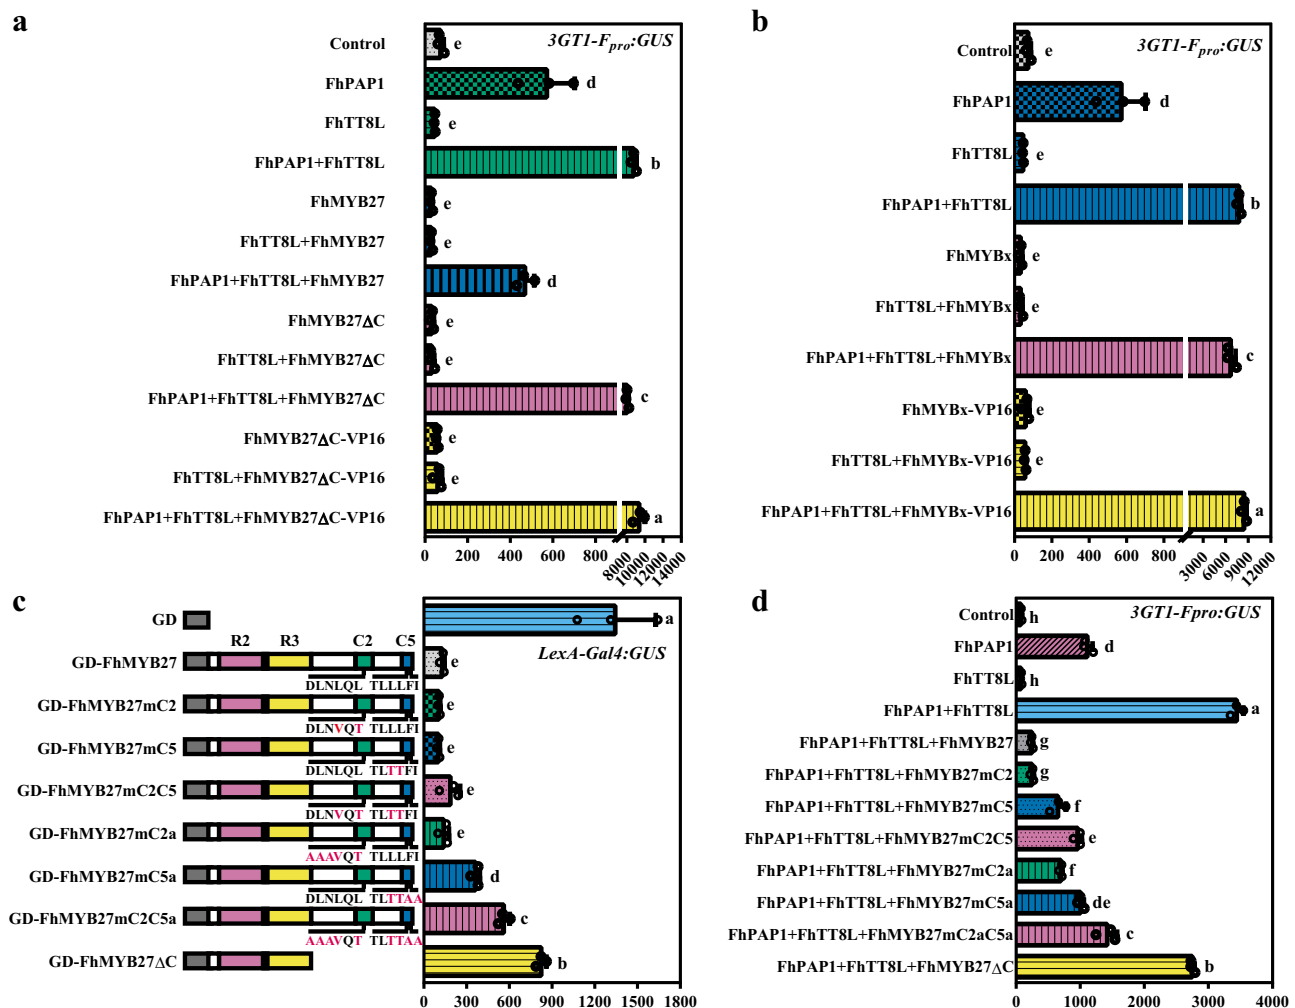 a
3GT1-Fpro:GUS
Control
e
FhPAP1
d
FhTT8L
e
FhPAP1+FhTT8L
b
FhMYB27
e
FhTT8L+FhMYB27
e
FhPAP1+FhTT8L+FhMYB27
d
FhMYB27ΔC
e
FhTT8L+FhMYB27ΔC
e
FhPAP1+FhTT8L+FhMYB27ΔC
c
FhMYB27ΔC-VP16
e
FhTT8L+FhMYB27ΔC-VP16
e
FhPAP1+FhTT8L+FhMYB27ΔC-VP16
a
0 200 400 600 800 8000 10000 12000 14000
b
3GT1-Fpro:GUS
Control
e
FhPAP1
d
FhTT8L
e
FhPAP1+FhTT8L
b
FhMYBx
e
FhTT8L+FhMYBx
e
FhPAP1+FhTT8L+FhMYBx
c
FhMYBx-VP16
e
FhTT8L+FhMYBx-VP16
e
FhPAP1+FhTT8L+FhMYBx-VP16
a
0 200 400 600 800 3000 6000 9000 12000
c
GD
a
LexA-Gal4:GUS
R2 R3 C2 C5
GD-FhMYB27
e
DLNLQL TLLLFI
GD-FhMYB27mC2
e
DLNVQT TLLLFI
GD-FhMYB27mC5
e
DLNLQL TLTTFI
GD-FhMYB27mC2C5
e
DLNVQT TLTTFI
GD-FhMYB27mC2a
e
AAAVQT TLLLFI
GD-FhMYB27mC5a
d
DLNLQL TLTTAA
GD-FhMYB27mC2C5a
c
AAAVQT TLTTAA
GD-FhMYB27ΔC
b
0 300 600 900 1200 1500 1800
d
3GT1-Fpro:GUS
Control
h
FhPAP1
d
FhTT8L
h
FhPAP1+FhTT8L
a
FhPAP1+FhTT8L+FhMYB27
g
FhPAP1+FhTT8L+FhMYB27mC2
g
FhPAP1+FhTT8L+FhMYB27mC5
f
FhPAP1+FhTT8L+FhMYB27mC2C5
e
FhPAP1+FhTT8L+FhMYB27mC2a
f
FhPAP1+FhTT8L+FhMYB27mC5a
de
FhPAP1+FhTT8L+FhMYB27mC2aC5a
c
FhPAP1+FhTT8L+FhMYB27ΔC
b
0 1000 2000 3000 4000